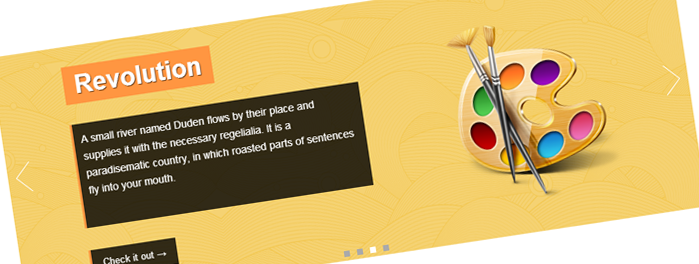 Revolution
A small river named Duden flows by their place and
supplies it with the necessary regelialia. It is a
paradisematic country, in which roasted parts of sentences
fly into your mouth.
Check it out →